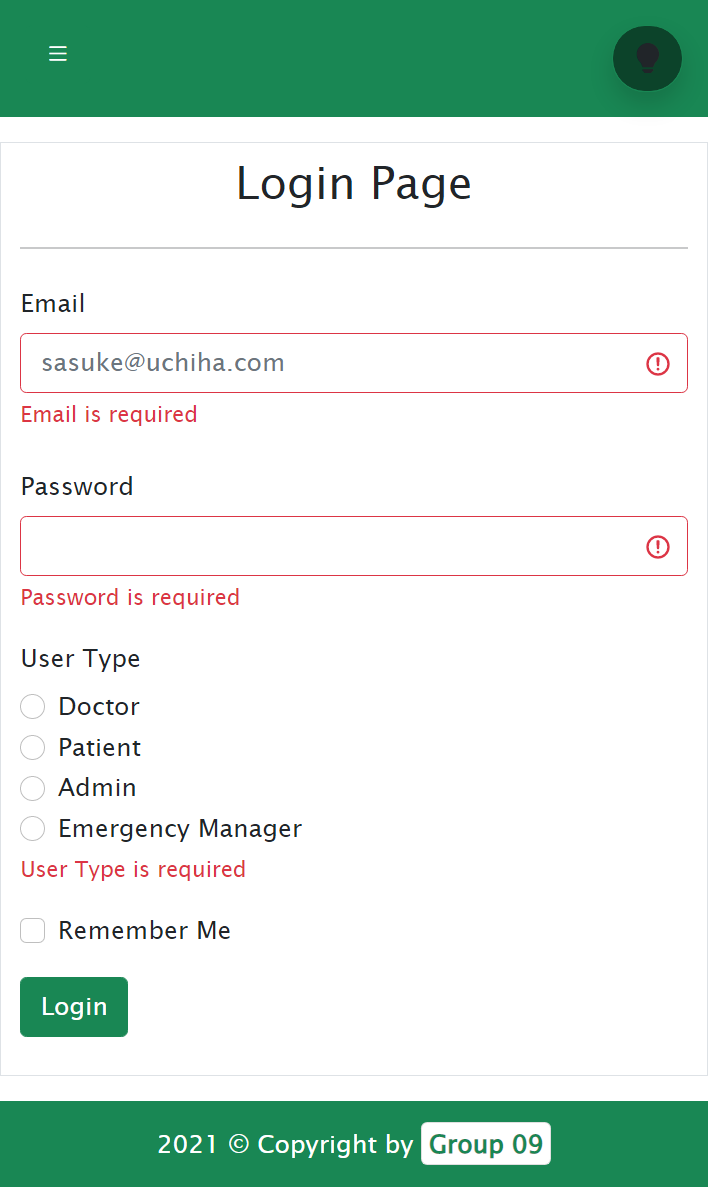 Login Page
Email
sasuke@uchiha.com
Email is required
Password
Password is required
User Type
Doctor
Patient
Admin
Emergency Manager
User Type is required
Remember Me
Login
2021 © Copyright by Group 09